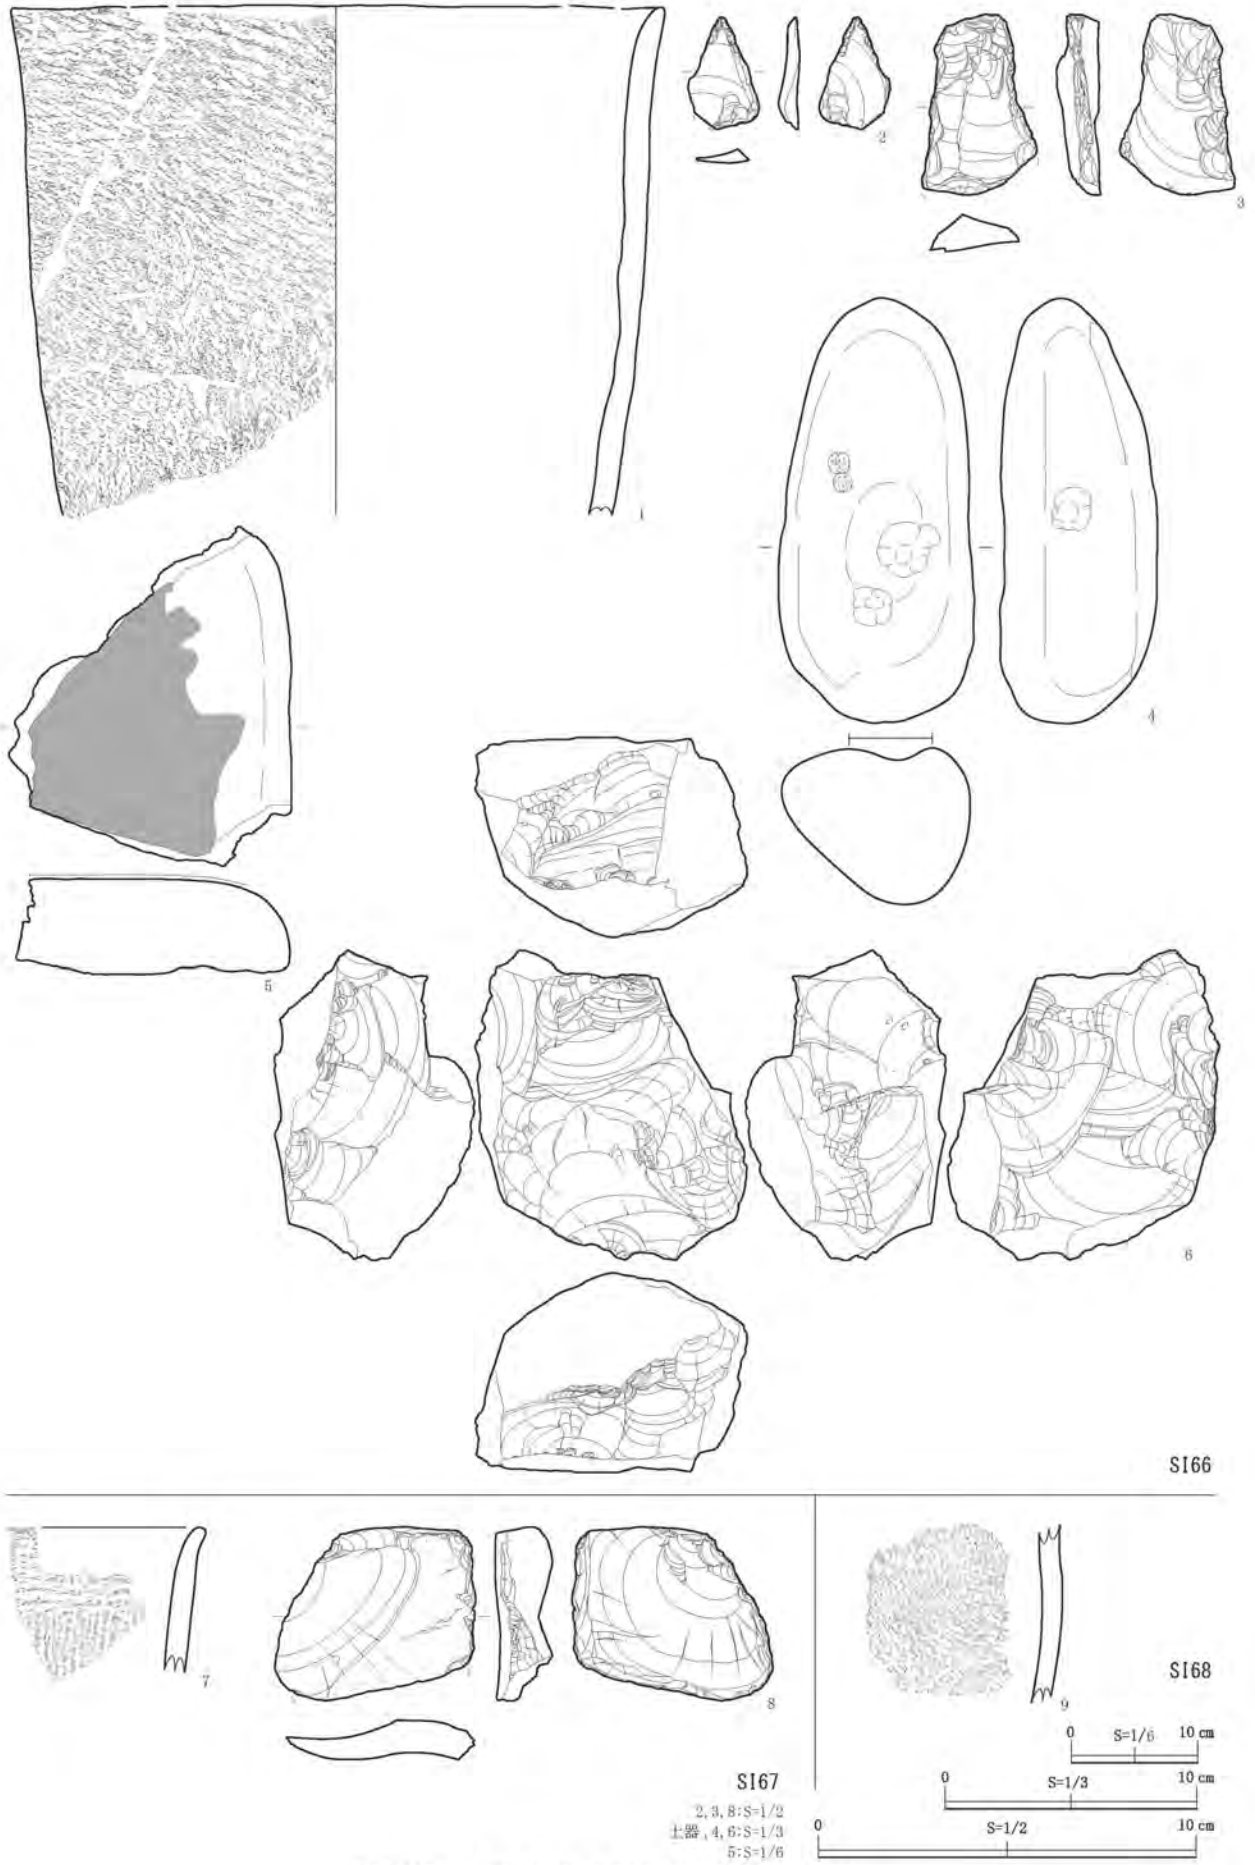 1
2
3
4
5
6
SI66
7
8
SI67
9
SI68
2,3,8:S=1/2
土器,4,6:S=1/3
5:S=1/6
0 S=1/6 10 cm
0 S=1/3 10 cm
0 S=1/2 10 cm